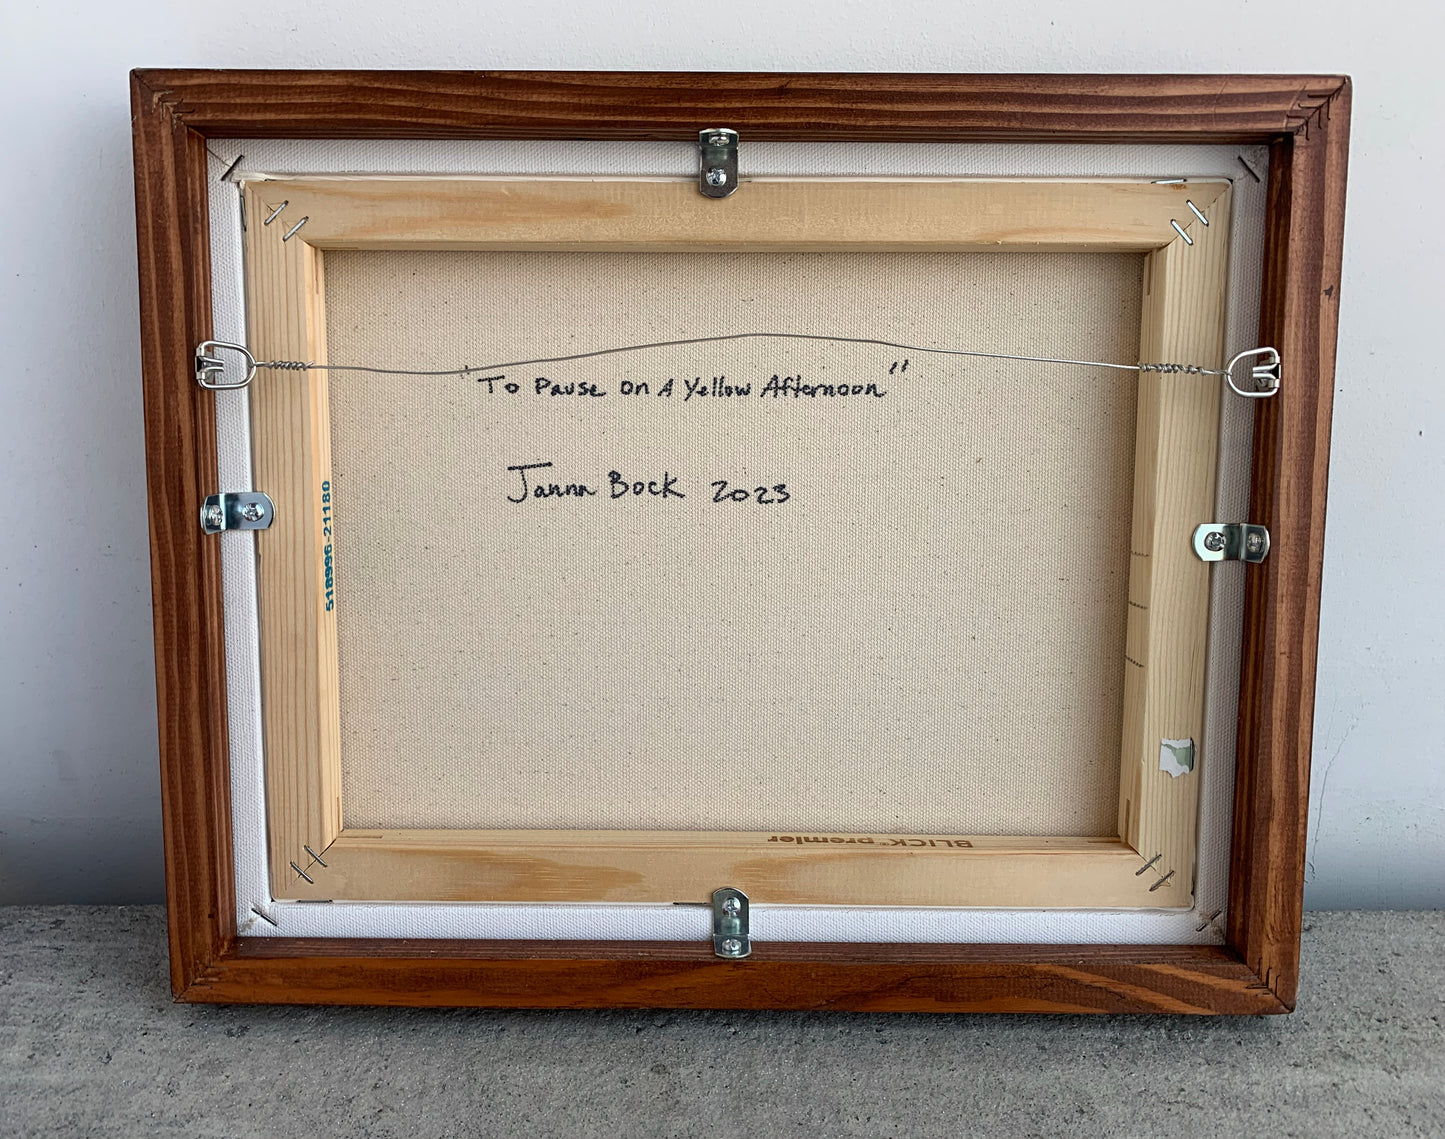 "To Pause on A Yellow Afternoon"
Janna Bock 2023
518996-21180
BLICK® premier